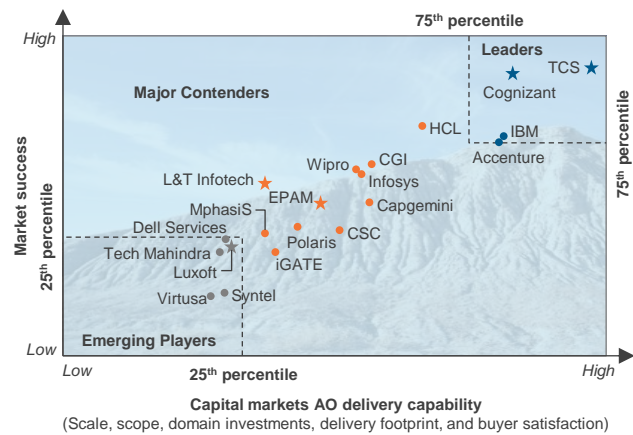 75th percentile
High
Leaders
TCS
Cognizant
Major Contenders
HCL
IBM
Accenture
CGI
Wipro
Infosys
L&T Infotech
EPAM
Capgemini
MphasiS
Dell Services
Polaris
CSC
Tech Mahindra
iGATE
Luxoft
Virtusa
Syntel
Emerging Players
Market success
25th percentile
75th percentile
Low
Low
25th percentile
High
Capital markets AO delivery capability
(Scale, scope, domain investments, delivery footprint, and buyer satisfaction)